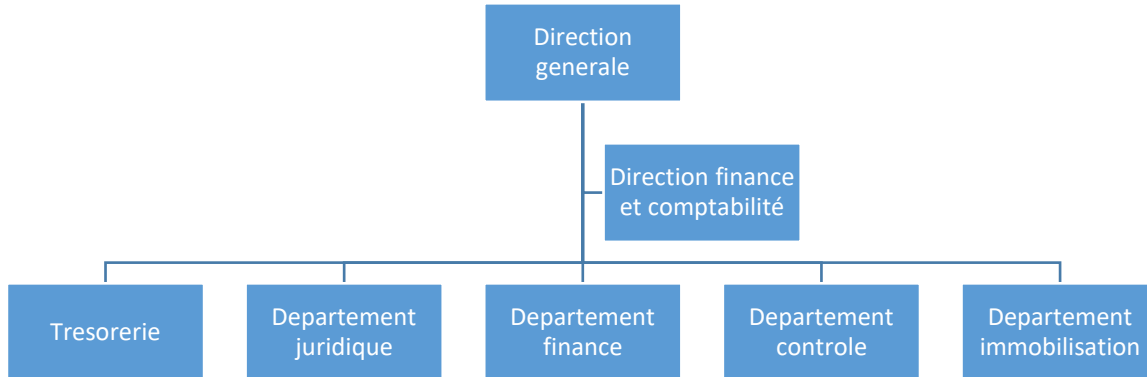 Direction
generale
Direction finance
et comptabilité
Tresorerie
Departement
juridique
Departement
finance
Departement
controle
Departement
immobilisation